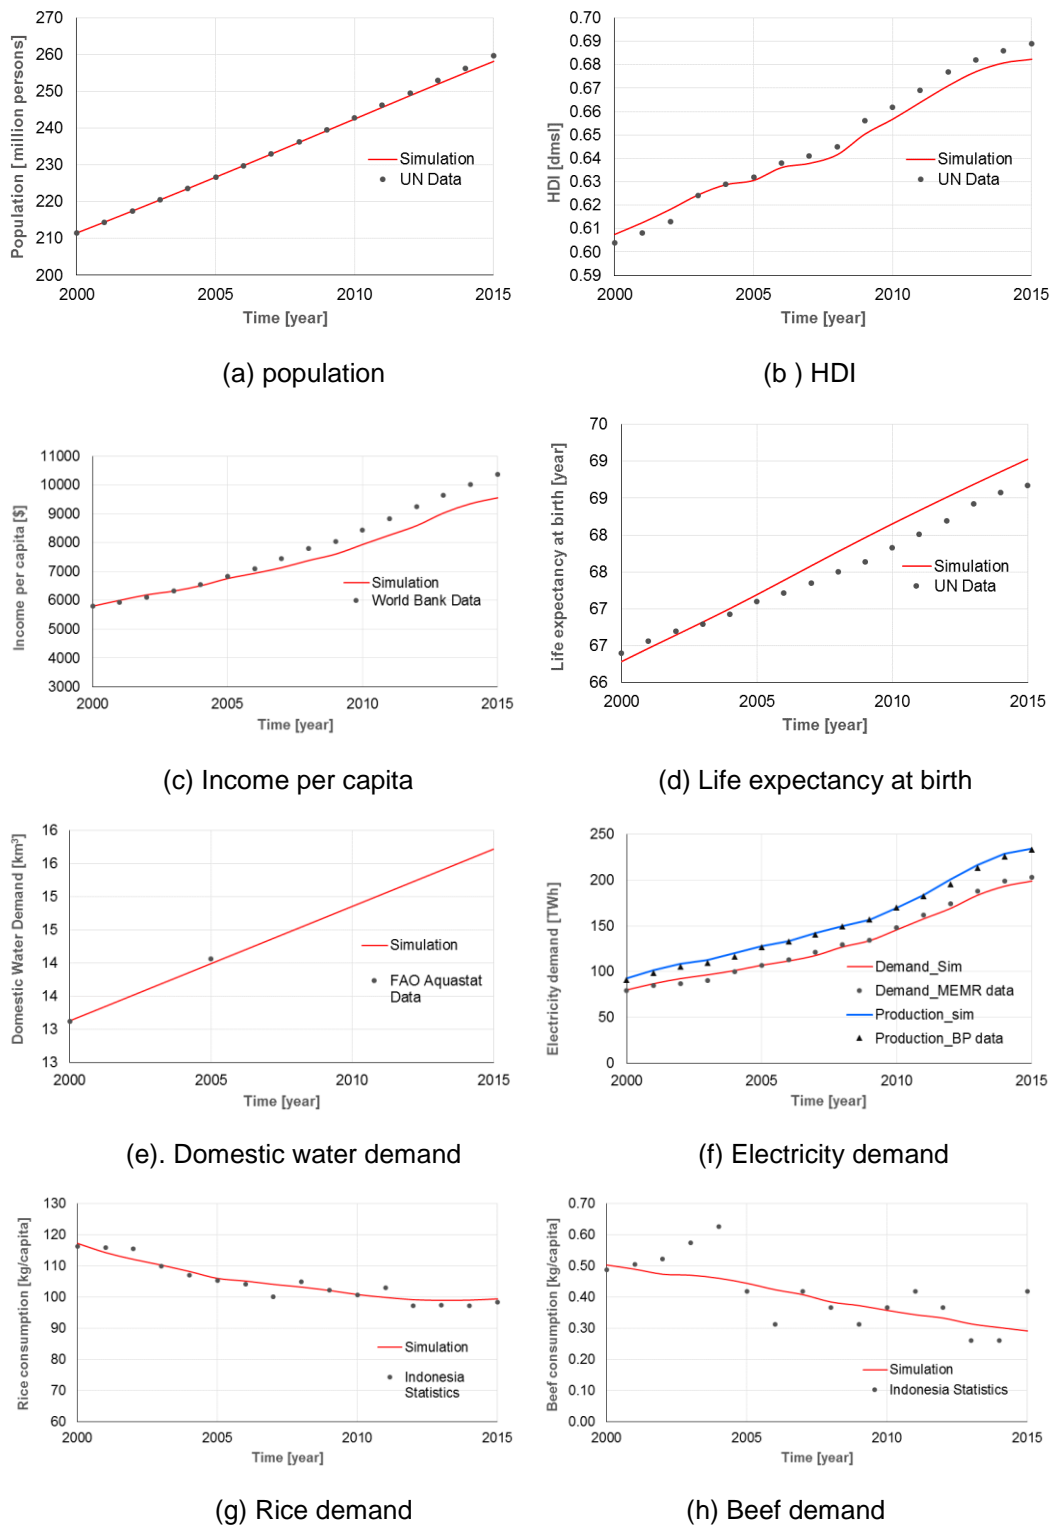 270
260
250
240
230
220
210
200
Population [million persons]
Simulation
UN Data
2000 2005 2010 2015
Time [year]
(a) population
0.70
0.69
0.68
0.67
0.66
0.65
0.64
0.63
0.62
0.61
0.60
0.59
HDI [dmsl]
Simulation
UN Data
2000 2005 2010 2015
Time [year]
(b ) HDI
11000
10000
9000
8000
7000
6000
5000
4000
3000
Income per capita [$]
Simulation
World Bank Data
2000 2005 2010 2015
Time [year]
(c) Income per capita
70
69
69
68
68
67
67
66
Life expectancy at birth [year]
Simulation
UN Data
2000 2005 2010 2015
Time [year]
(d) Life expectancy at birth
16
16
15
15
14
14
13
13
Domestic Water Demand [km³]
Simulation
FAO Aquastat
Data
2000 2005 2010 2015
Time [year]
(e). Domestic water demand
250
200
150
100
50
0
Electricity demand [TWh]
Demand_Sim
Demand_MEMR data
Production_sim
Production_BP data
2000 2005 2010 2015
Time [year]
(f) Electricity demand
130
120
110
100
90
80
70
60
Rice consumption [kg/capita]
Simulation
Indonesia
Statistics
2000 2005 2010 2015
Time [year]
(g) Rice demand
0.70
0.60
0.50
0.40
0.30
0.20
0.10
0.00
Beef consumption [kg/capita]
Simulation
Indonesia Statistics
2000 2005 2010 2015
Time [year]
(h) Beef demand